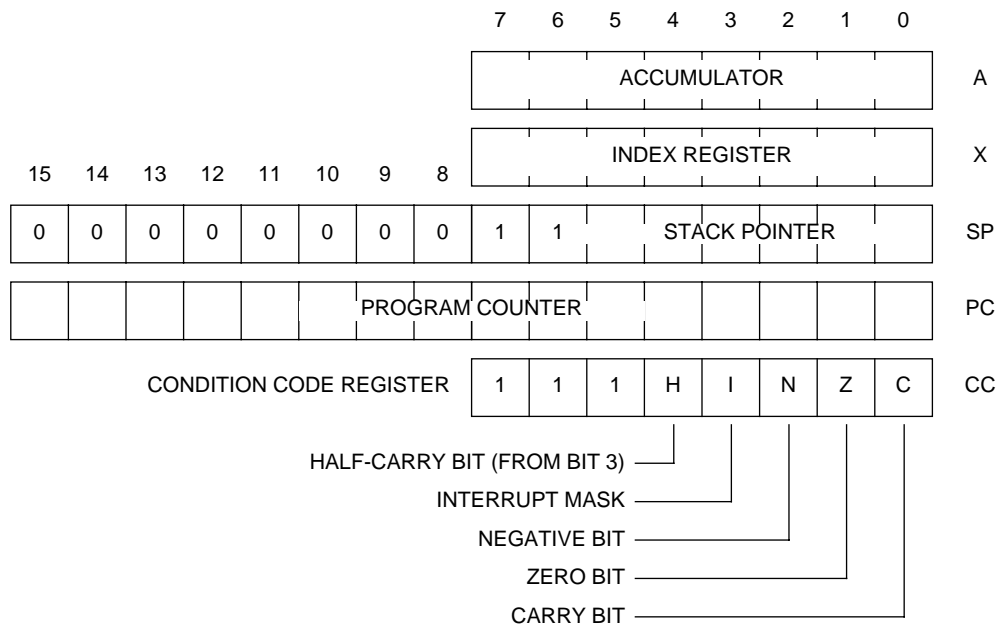 7 6 5 4 3 2 1 0
ACCUMULATOR A
INDEX REGISTER X
15 14 13 12 11 10 9 8
0 0 0 0 0 0 0 0 1 1 STACK POINTER SP
PROGRAM COUNTER PC
CONDITION CODE REGISTER 1 1 1 H I N Z C CC
HALF-CARRY BIT (FROM BIT 3)
INTERRUPT MASK
NEGATIVE BIT
ZERO BIT
CARRY BIT